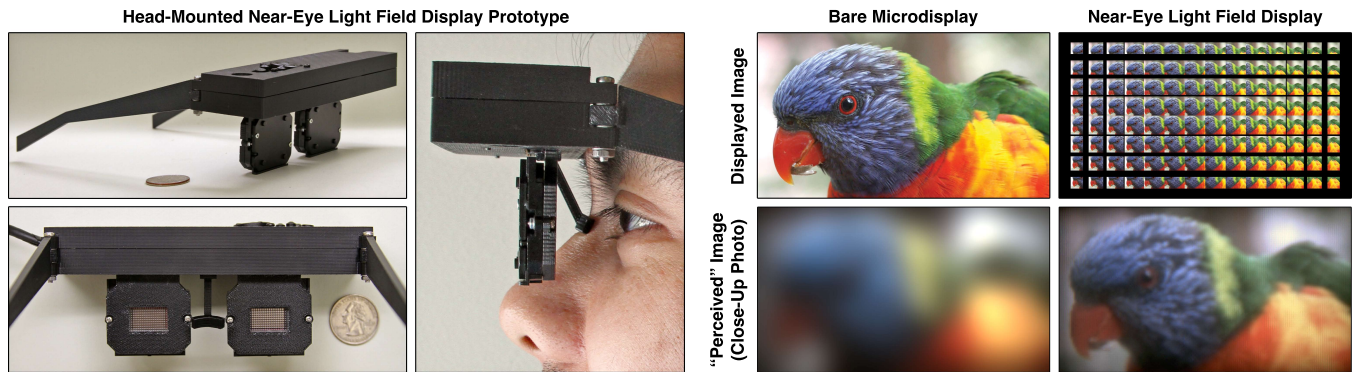 Head-Mounted Near-Eye Light Field Display Prototype
Bare Microdisplay
Near-Eye Light Field Display
Displayed Image
“Perceived” Image
(Close-Up Photo)